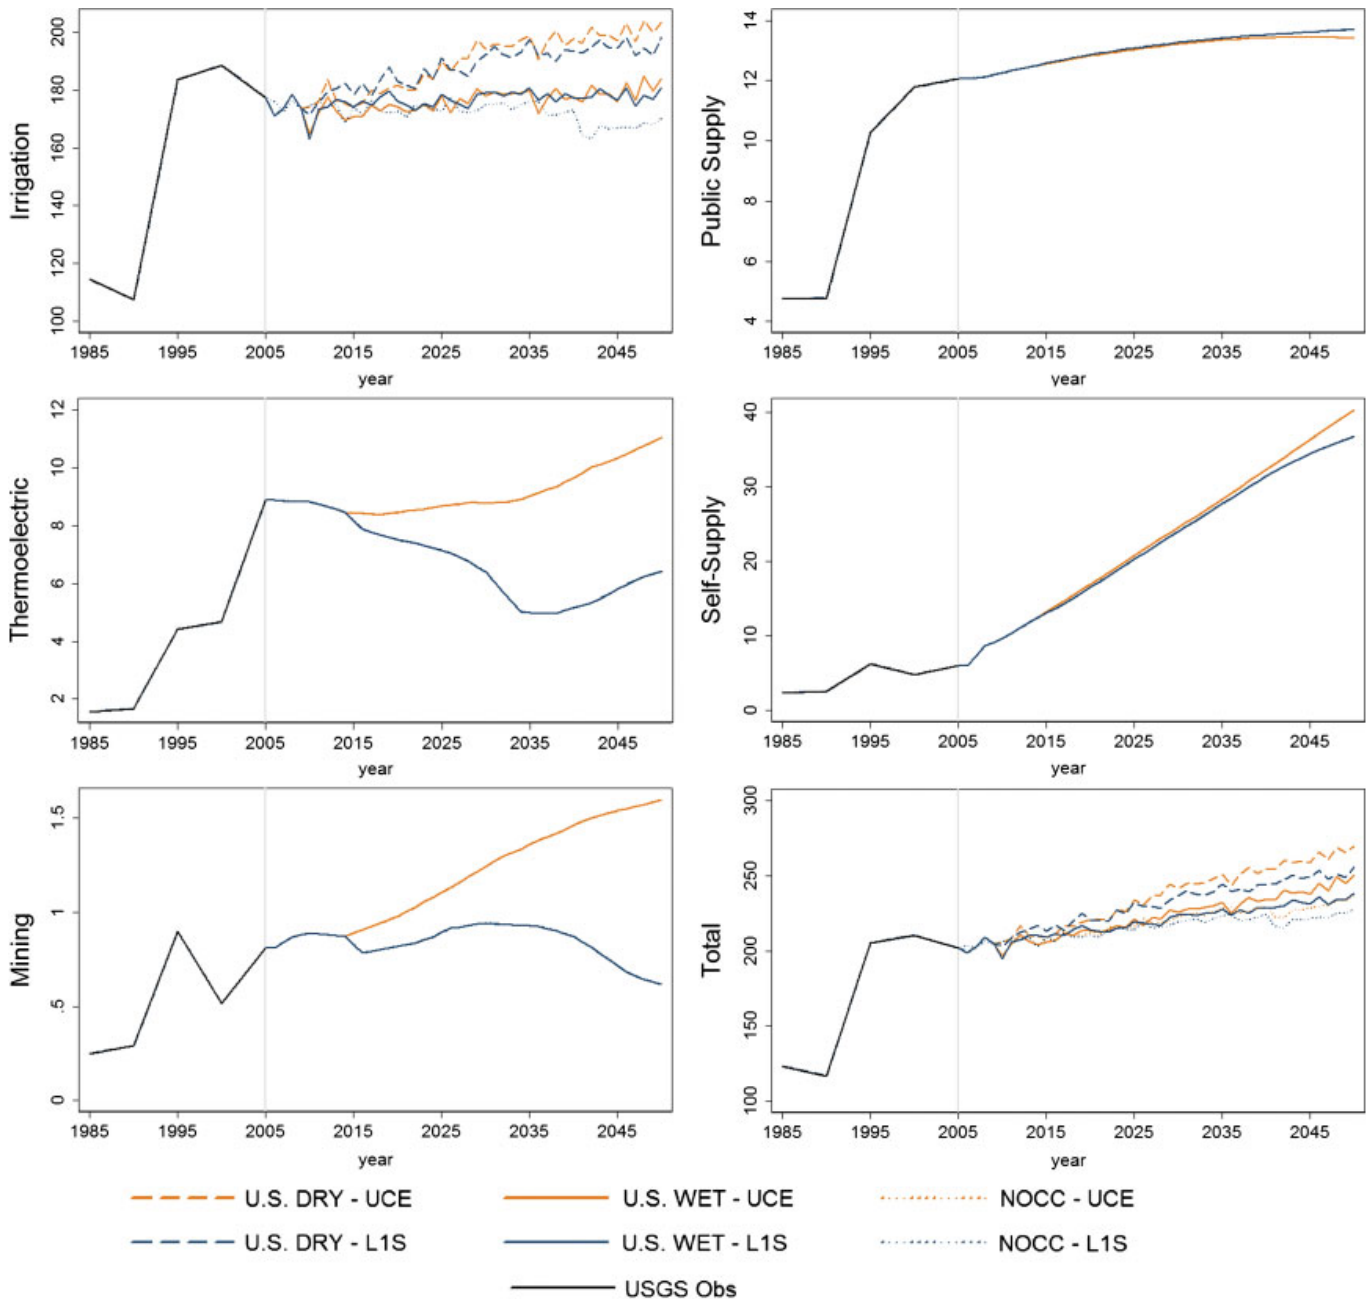 Irrigation
200
180
160
140
120
100
1985 1995 2005 2015 2025 2035 2045
year
Public Supply
14
12
10
8
6
4
1985 1995 2005 2015 2025 2035 2045
year
Thermoelectric
12
10
8
6
4
2
1985 1995 2005 2015 2025 2035 2045
year
Self-Supply
40
30
20
10
0
1985 1995 2005 2015 2025 2035 2045
year
Mining
1.5
1
.5
0
1985 1995 2005 2015 2025 2035 2045
year
Total
300
250
200
150
100
1985 1995 2005 2015 2025 2035 2045
year
U.S. DRY - UCE U.S. WET - UCE NOCC - UCE
U.S. DRY - L1S U.S. WET - L1S NOCC - L1S
USGS Obs